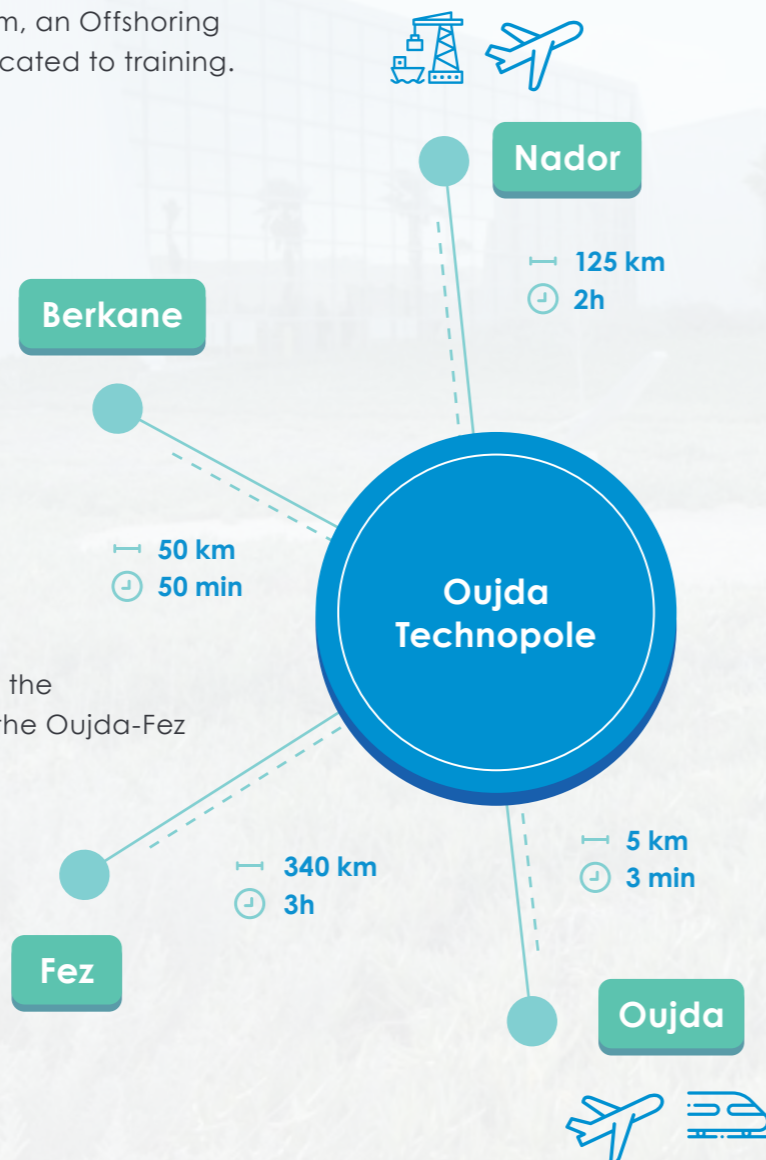 m, an Offshoring
cated to training.
Nador
125 km
2h
Berkane
50 km
50 min
Oujda
Technopole
the
the Oujda-Fez
340 km
3h
5 km
3 min
Fez
Oujda